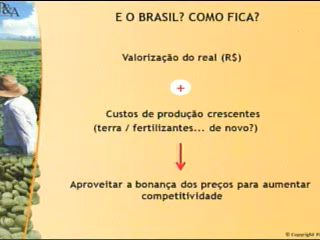 P&A
E O BRASIL? COMO FICA?
Valorização do real (R$)
+
Custos de produção crescentes
(terra / fertilizantes... de novo?)
Aproveitar a bonança dos preços para aumentar
competitividade
© Copyright